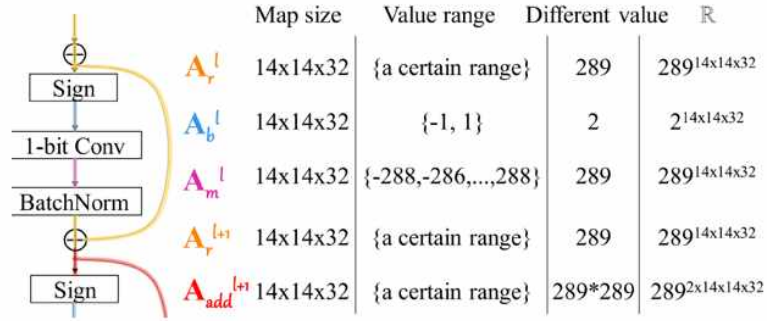 Map size Value range Different value ℝ
Sign
A_r^l 14x14x32 {a certain range} 289 289^14x14x32
1-bit Conv
A_b^l 14x14x32 {-1, 1} 2 2^14x14x32
BatchNorm
A_m^l 14x14x32 {-288,-286,...,288} 289 289^14x14x32
A_r^l+1 14x14x32 {a certain range} 289 289^14x14x32
Sign
A_add^l+1 14x14x32 {a certain range} 289*289 289^2x14x14x32